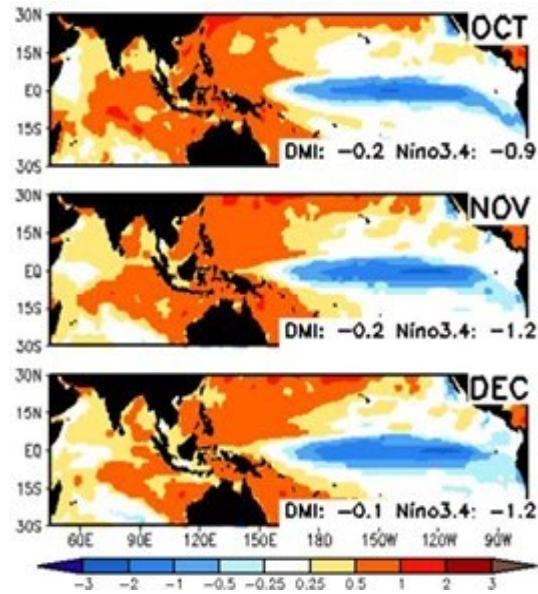 30N
OCT
15N
EQ
15S
DMI: -0.2 Nino3.4: -0.9
30S
30N
NOV
15N
EQ
15S
DMI: -0.2 Nino3.4: -1.2
30S
30N
DEC
15N
EQ
15S
DMI: -0.1 Nino3.4: -1.2
30S
60E 90E 120E 150E 180 150W 120W 90W
-3 -2 -1 -0.5 -0.25 0.25 0.5 1 2 3